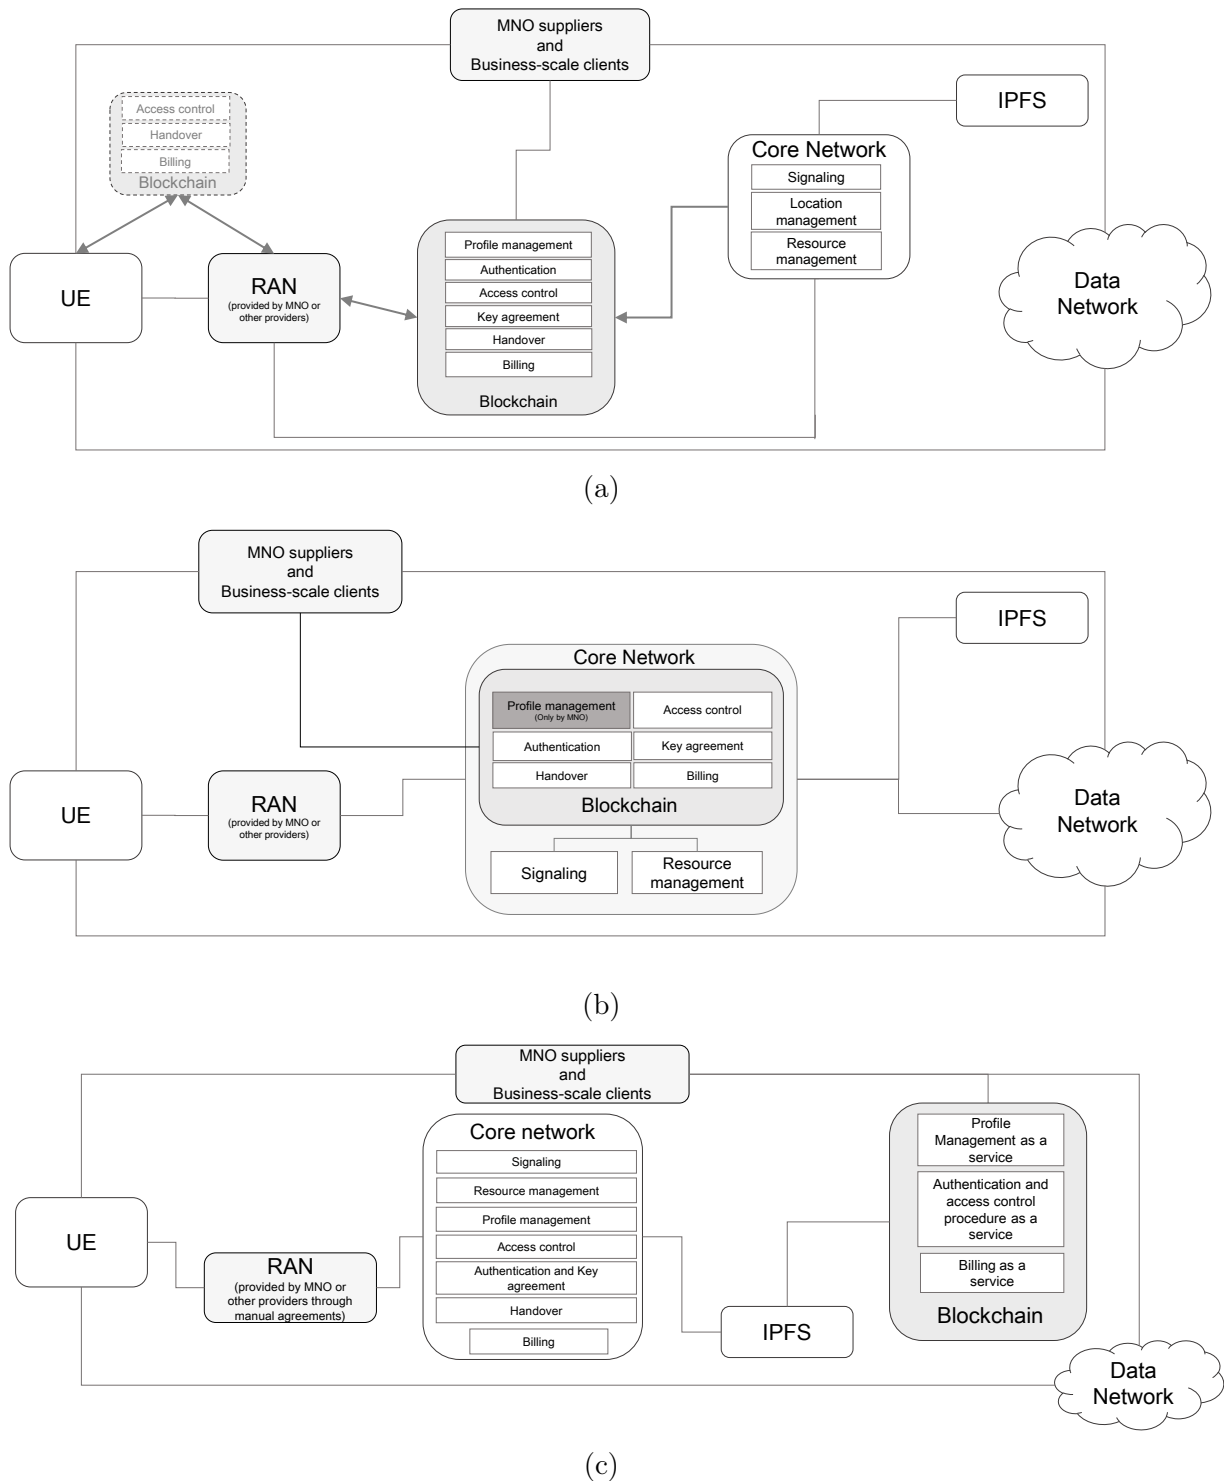 MNO suppliers
and
Business-scale clients
IPFS
Access control
Handover
Billing
Blockchain
Core Network
Signaling
Location
management
Resource
management
UE
RAN
(provided by MNO or
other providers)
Profile management
Authentication
Access control
Key agreement
Handover
Billing
Blockchain
Data
Network
(a)
MNO suppliers
and
Business-scale clients
IPFS
Core Network
Profile management
(Only by MNO)
Access control
Authentication
Key agreement
Handover
Billing
Blockchain
Signaling
Resource
management
UE
RAN
(provided by MNO or
other providers)
Data
Network
(b)
MNO suppliers
and
Business-scale clients
Core network
Signaling
Resource management
Profile management
Access control
Authentication and Key
agreement
Handover
Billing
Profile
Management as a
service
Authentication and
access control
procedure as a
service
Billing as a
service
Blockchain
UE
RAN
(provided by MNO or
other providers through
manual agreements)
IPFS
Data
Network
(c)